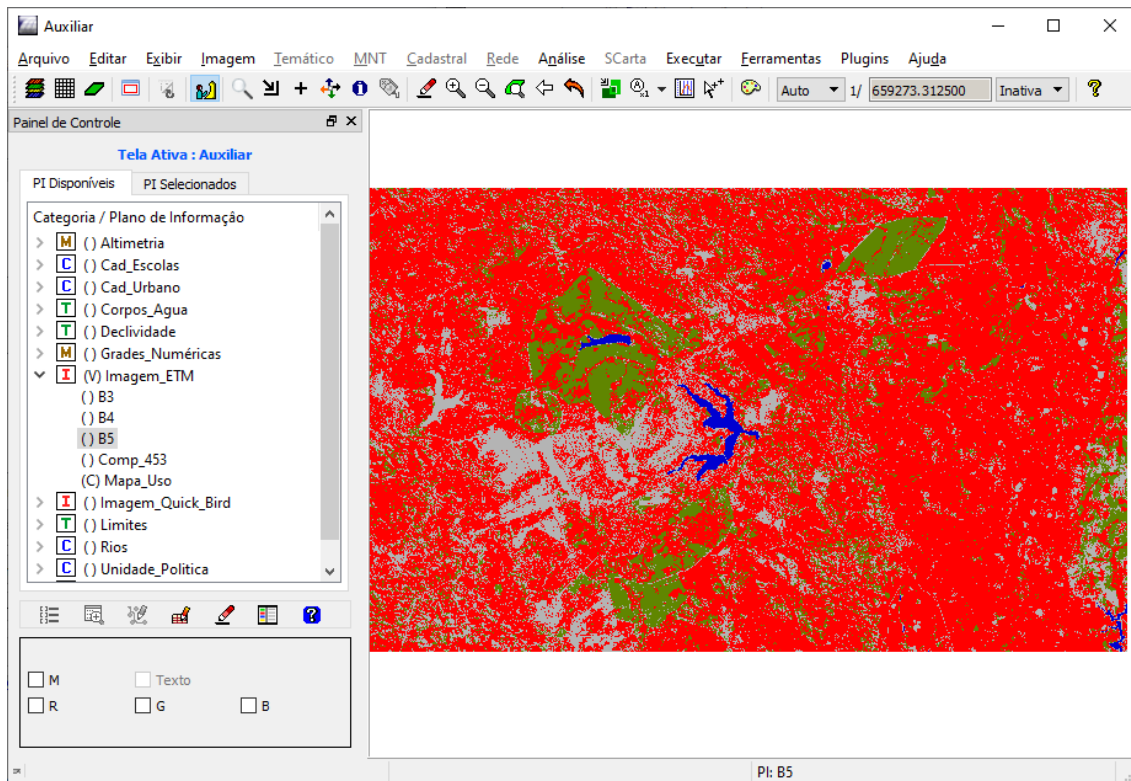 Auxiliar
Arquivo Editar Exibir Imagem Temático MNT Cadastral Rede Análise SCarta Executar Ferramentas Plugins Ajuda
Auto 1/ 659273.312500 Inativa
Painel de Controle
Tela Ativa : Auxiliar
PI Disponíveis PI Selecionados
Categoria / Plano de Informação
M ( ) Altimetria
C ( ) Cad_Escolas
C ( ) Cad_Urbano
T ( ) Corpos_Agua
T ( ) Declividade
M ( ) Grades_Numéricas
I (V) Imagem_ETM
( ) B3
( ) B4
( ) B5
( ) Comp_453
(C) Mapa_Uso
I ( ) Imagem_Quick_Bird
T ( ) Limites
C ( ) Rios
C ( ) Unidade_Politica
M Texto
R G B
PI: B5